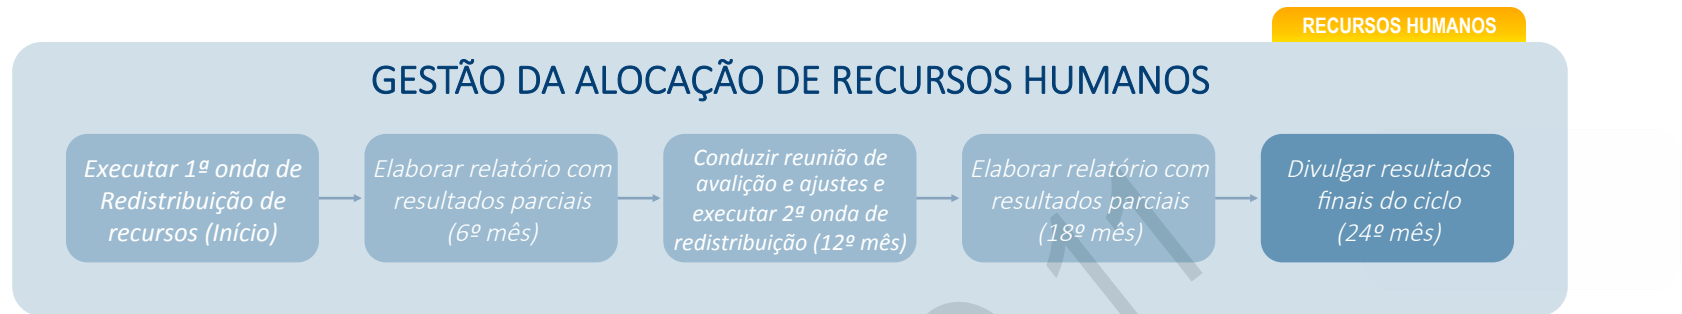 RECURSOS HUMANOS
GESTÃO DA ALOCAÇÃO DE RECURSOS HUMANOS
Executar 1ª onda de
Redistribuição de
recursos (Início)
Elaborar relatório com
resultados parciais
(6º mês)
Conduzir reunião de
avalição e ajustes e
executar 2ª onda de
redistribuição (12º mês)
Elaborar relatório com
resultados parciais
(18º mês)
Divulgar resultados
finais do ciclo
(24º mês)